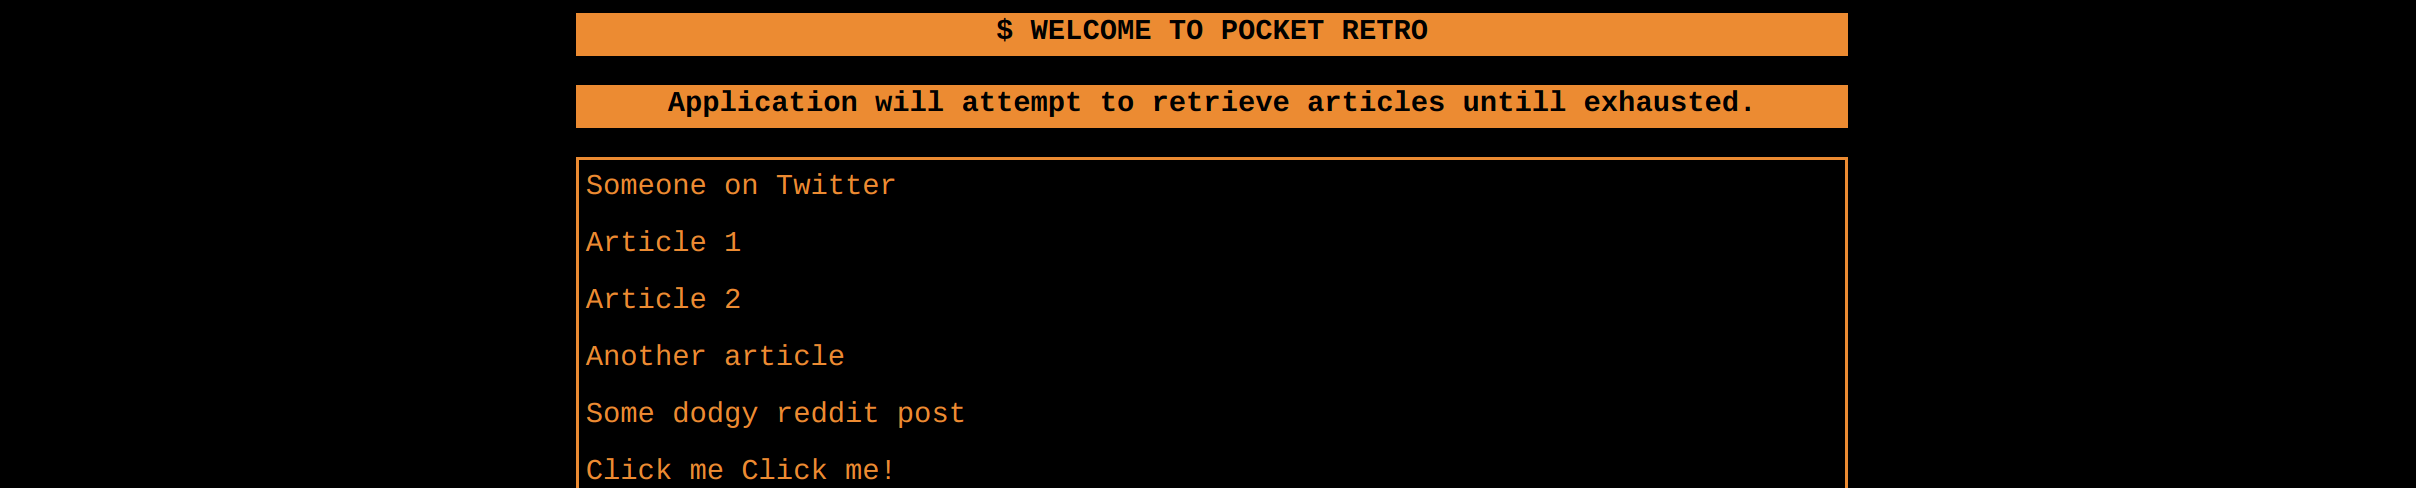 $ WELCOME TO POCKET RETRO
Application will attempt to retrieve articles untill exhausted.
Someone on Twitter
Article 1
Article 2
Another article
Some dodgy reddit post
Click me Click me!